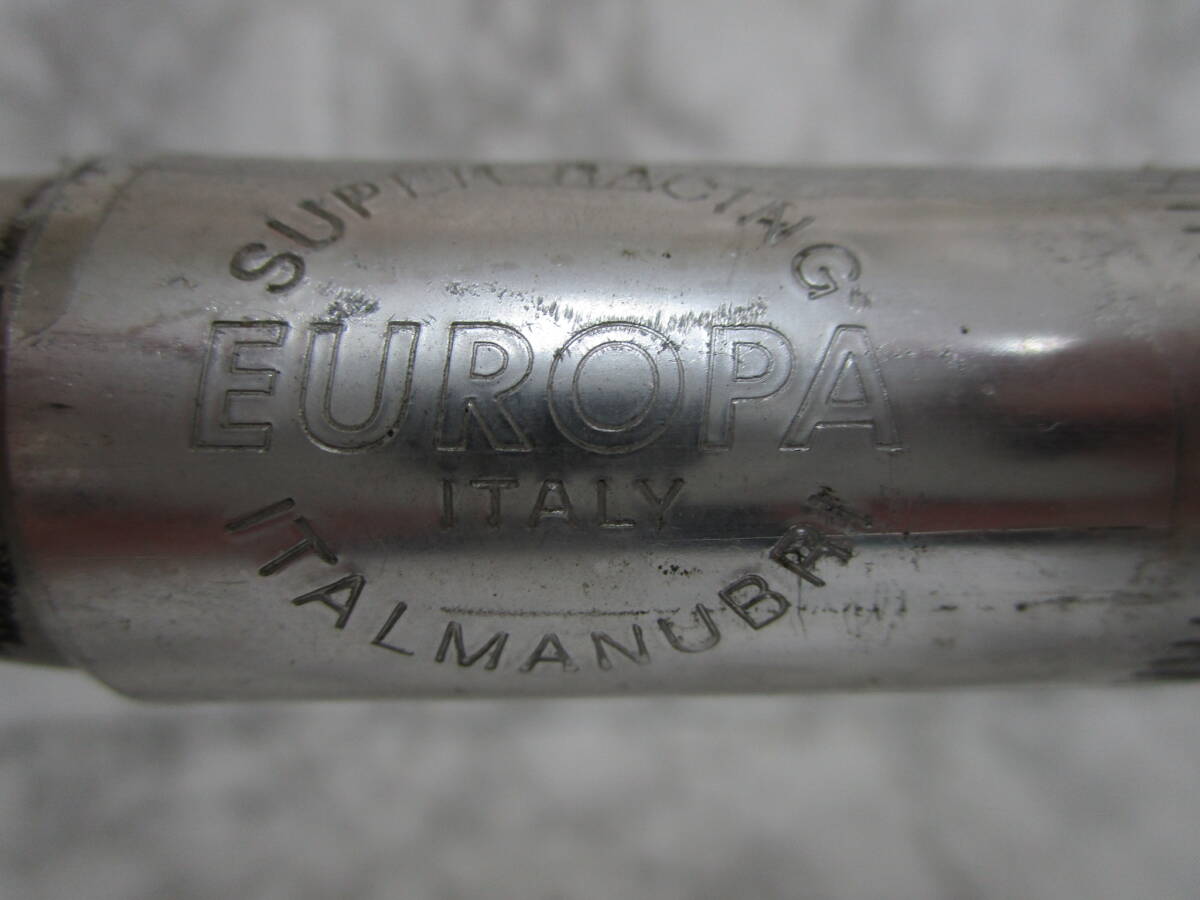 SUPER RACING
EUROPA
ITALY
ITALMANUBRI